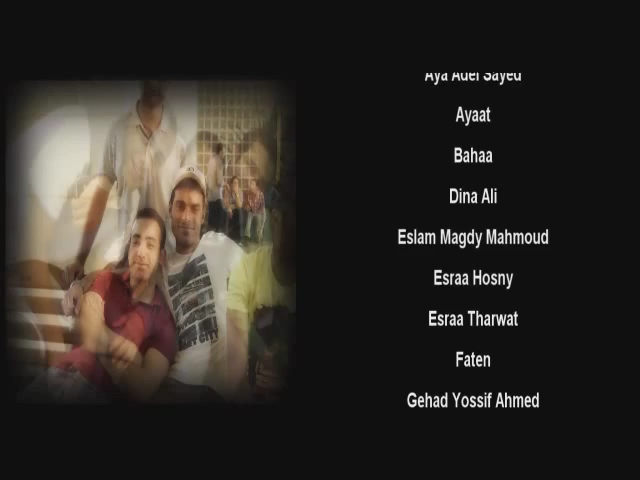 Aya Adel Sayed
Ayaat
Bahaa
Dina Ali
Eslam Magdy Mahmoud
Esraa Hosny
Esraa Tharwat
Faten
Gehad Yossif Ahmed